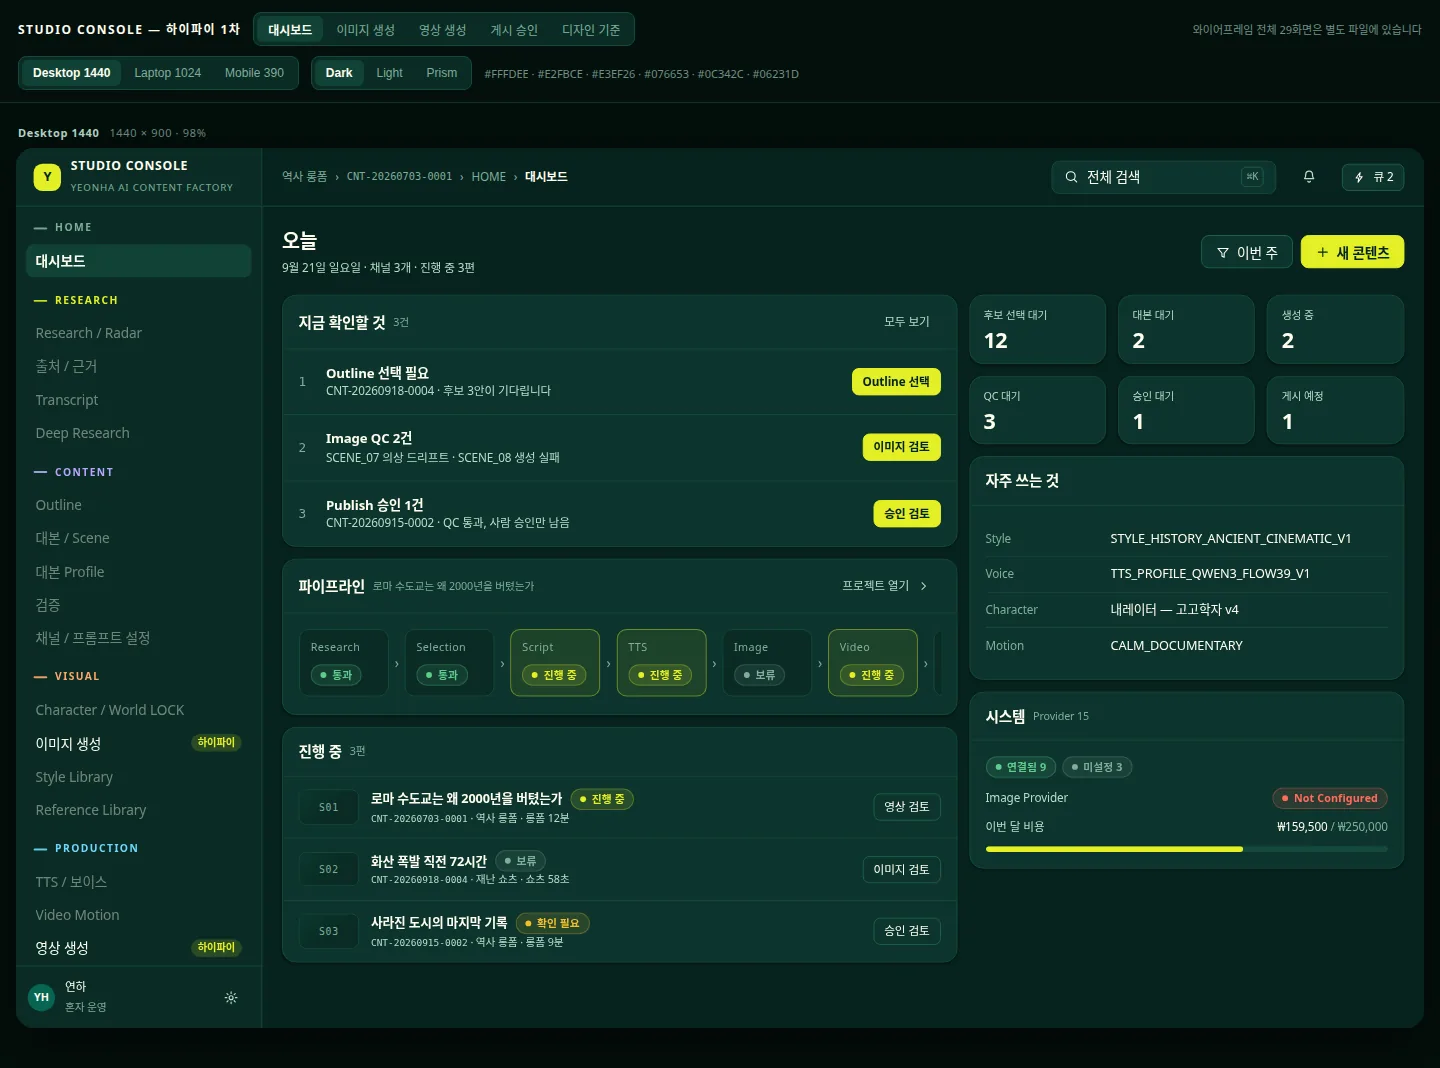 STUDIO CONSOLE — 하이파이 1차
대시보드 이미지 생성 영상 생성 게시 승인 디자인 기준
와이어프레임 전체 29화면은 별도 파일에 있습니다
Desktop 1440 Laptop 1024 Mobile 390 Dark Light Prism #FFFDEE · #E2FBCE · #E3EF26 · #076653 · #0C342C · #06231D
Desktop 1440 1440 × 900 · 98%
Y
STUDIO CONSOLE
YEONHA AI CONTENT FACTORY
HOME
대시보드
RESEARCH
Research / Radar
출처 / 근거
Transcript
Deep Research
CONTENT
Outline
대본 / Scene
대본 Profile
검증
채널 / 프롬프트 설정
VISUAL
Character / World LOCK
이미지 생성 하이파이
Style Library
Reference Library
PRODUCTION
TTS / 보이스
Video Motion
영상 생성 하이파이
YH
연하
혼자 운영
역사 롱폼 › CNT-20260703-0001 › HOME › 대시보드
전체 검색 ⌘K
큐 2
오늘
9월 21일 일요일 · 채널 3개 · 진행 중 3편
이번 주
+ 새 콘텐츠
지금 확인할 것 3건 모두 보기
1 Outline 선택 필요
CNT-20260918-0004 · 후보 3안이 기다립니다
Outline 선택
2 Image QC 2건
SCENE_07 의상 드리프트 · SCENE_08 생성 실패
이미지 검토
3 Publish 승인 1건
CNT-20260915-0002 · QC 통과, 사람 승인만 남음
승인 검토
파이프라인 로마 수도교는 왜 2000년을 버텼는가 프로젝트 열기 ›
Research › Selection › Script › TTS › Image › Video ›
통과 통과 진행 중 진행 중 보류 진행 중
진행 중 3편
S01 로마 수도교는 왜 2000년을 버텼는가 진행 중
CNT-20260703-0001 · 역사 롱폼 · 롱폼 12분
영상 검토
S02 화산 폭발 직전 72시간 보류
CNT-20260918-0004 · 재난 쇼츠 · 쇼츠 58초
이미지 검토
S03 사라진 도시의 마지막 기록 확인 필요
CNT-20260915-0002 · 역사 롱폼 · 롱폼 9분
승인 검토
후보 선택 대기 대본 대기 생성 중
12 2 2
QC 대기 승인 대기 게시 예정
3 1 1
자주 쓰는 것
Style STYLE_HISTORY_ANCIENT_CINEMATIC_V1
Voice TTS_PROFILE_QWEN3_FLOW39_V1
Character 내레이터 — 고고학자 v4
Motion CALM_DOCUMENTARY
시스템 Provider 15
연결됨 9 미설정 3
Image Provider Not Configured
이번 달 비용 ₩159,500 / ₩250,000